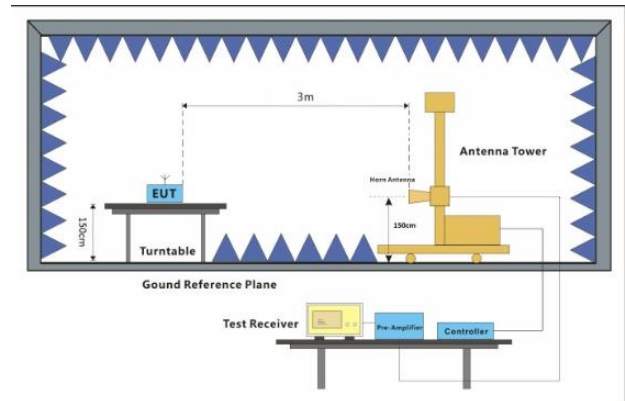 3m
Antenna Tower
Horn Antenna
EUT
150cm
150cm
Turntable
Gound Reference Plane
Test Receiver
Pre-Amplifier
Controller